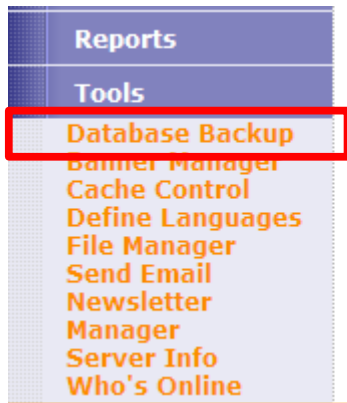 Reports
Tools
Database Backup
Banner Manager
Cache Control
Define Languages
File Manager
Send Email
Newsletter
Manager
Server Info
Who's Online